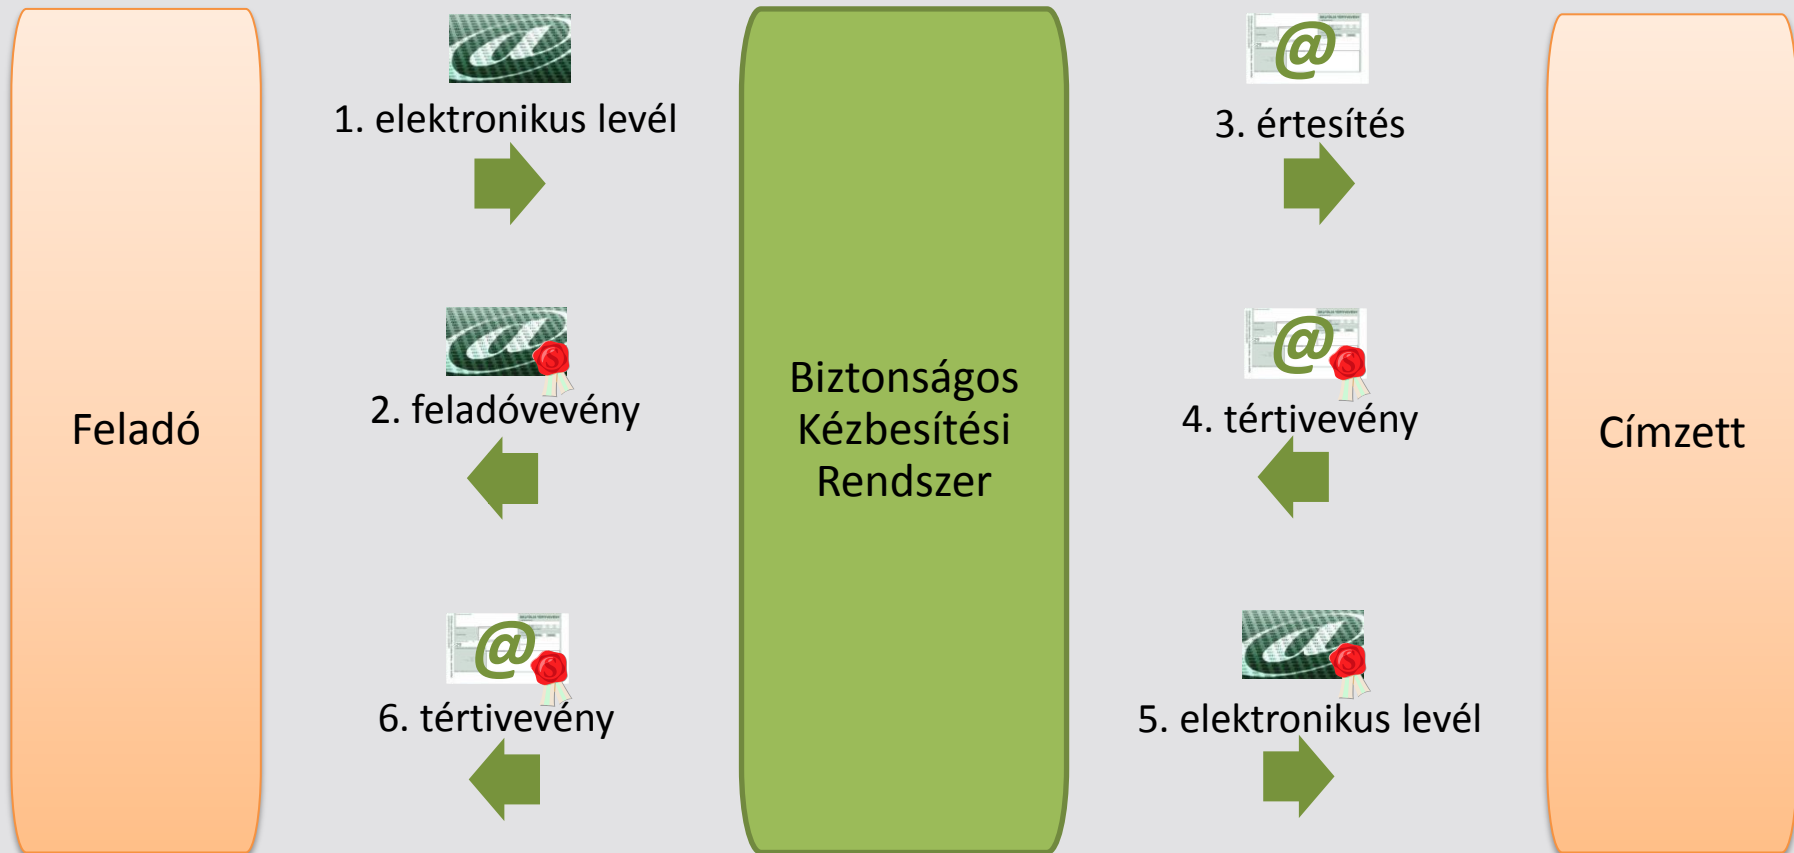 Feladó
1. elektronikus levél
2. feladóvevény
6. tértivevény
Biztonságos
Kézbesítési
Rendszer
@
3. értesítés
@
4. tértivevény
5. elektronikus levél
@
Címzett